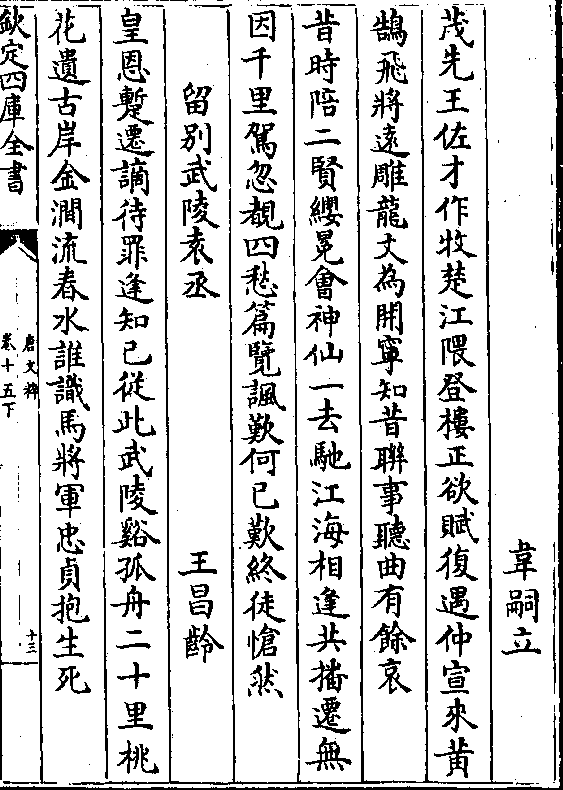 韋嗣立
茂先王佐才作牧楚江隈登樓正欲賦復遇仲宣來黄
鵠飛將遠雕龍文為開寧知昔聯事聽曲有餘哀
昔時陪二賢纓冕會神仙一去馳江海相逢共播遷無
因千里駕忽覩四愁篇覽諷歎何已歎終徒愴然
留别武陵袁丞
王昌齡
皇恩蹔遷謫待罪逢知已從此武陵谿孤舟二十里桃
花遺古岸金澗流春水誰識馬將軍忠貞抱生死
欽定四庫全書
唐文粹
卷十五下
十三